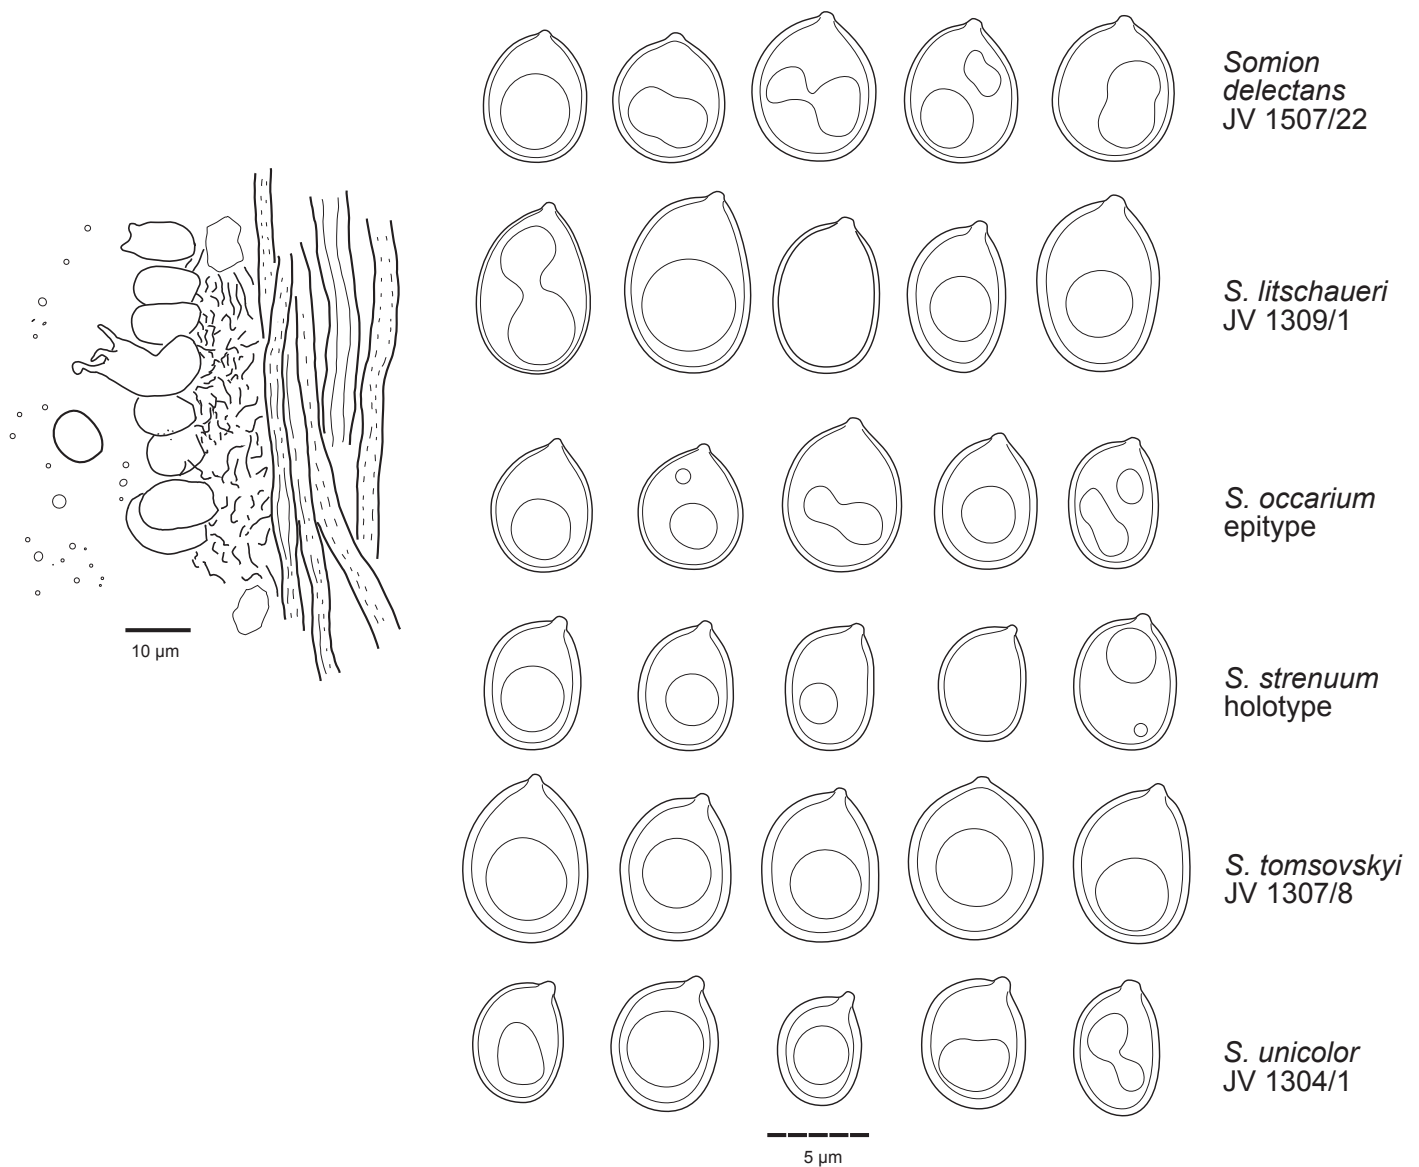 Somion
delectans
JV 1507/22
S. litschaueri
JV 1309/1
S. occarium
epitype
10 µm
S. strenuum
holotype
S. tomsovskyi
JV 1307/8
S. unicolor
JV 1304/1
5 µm